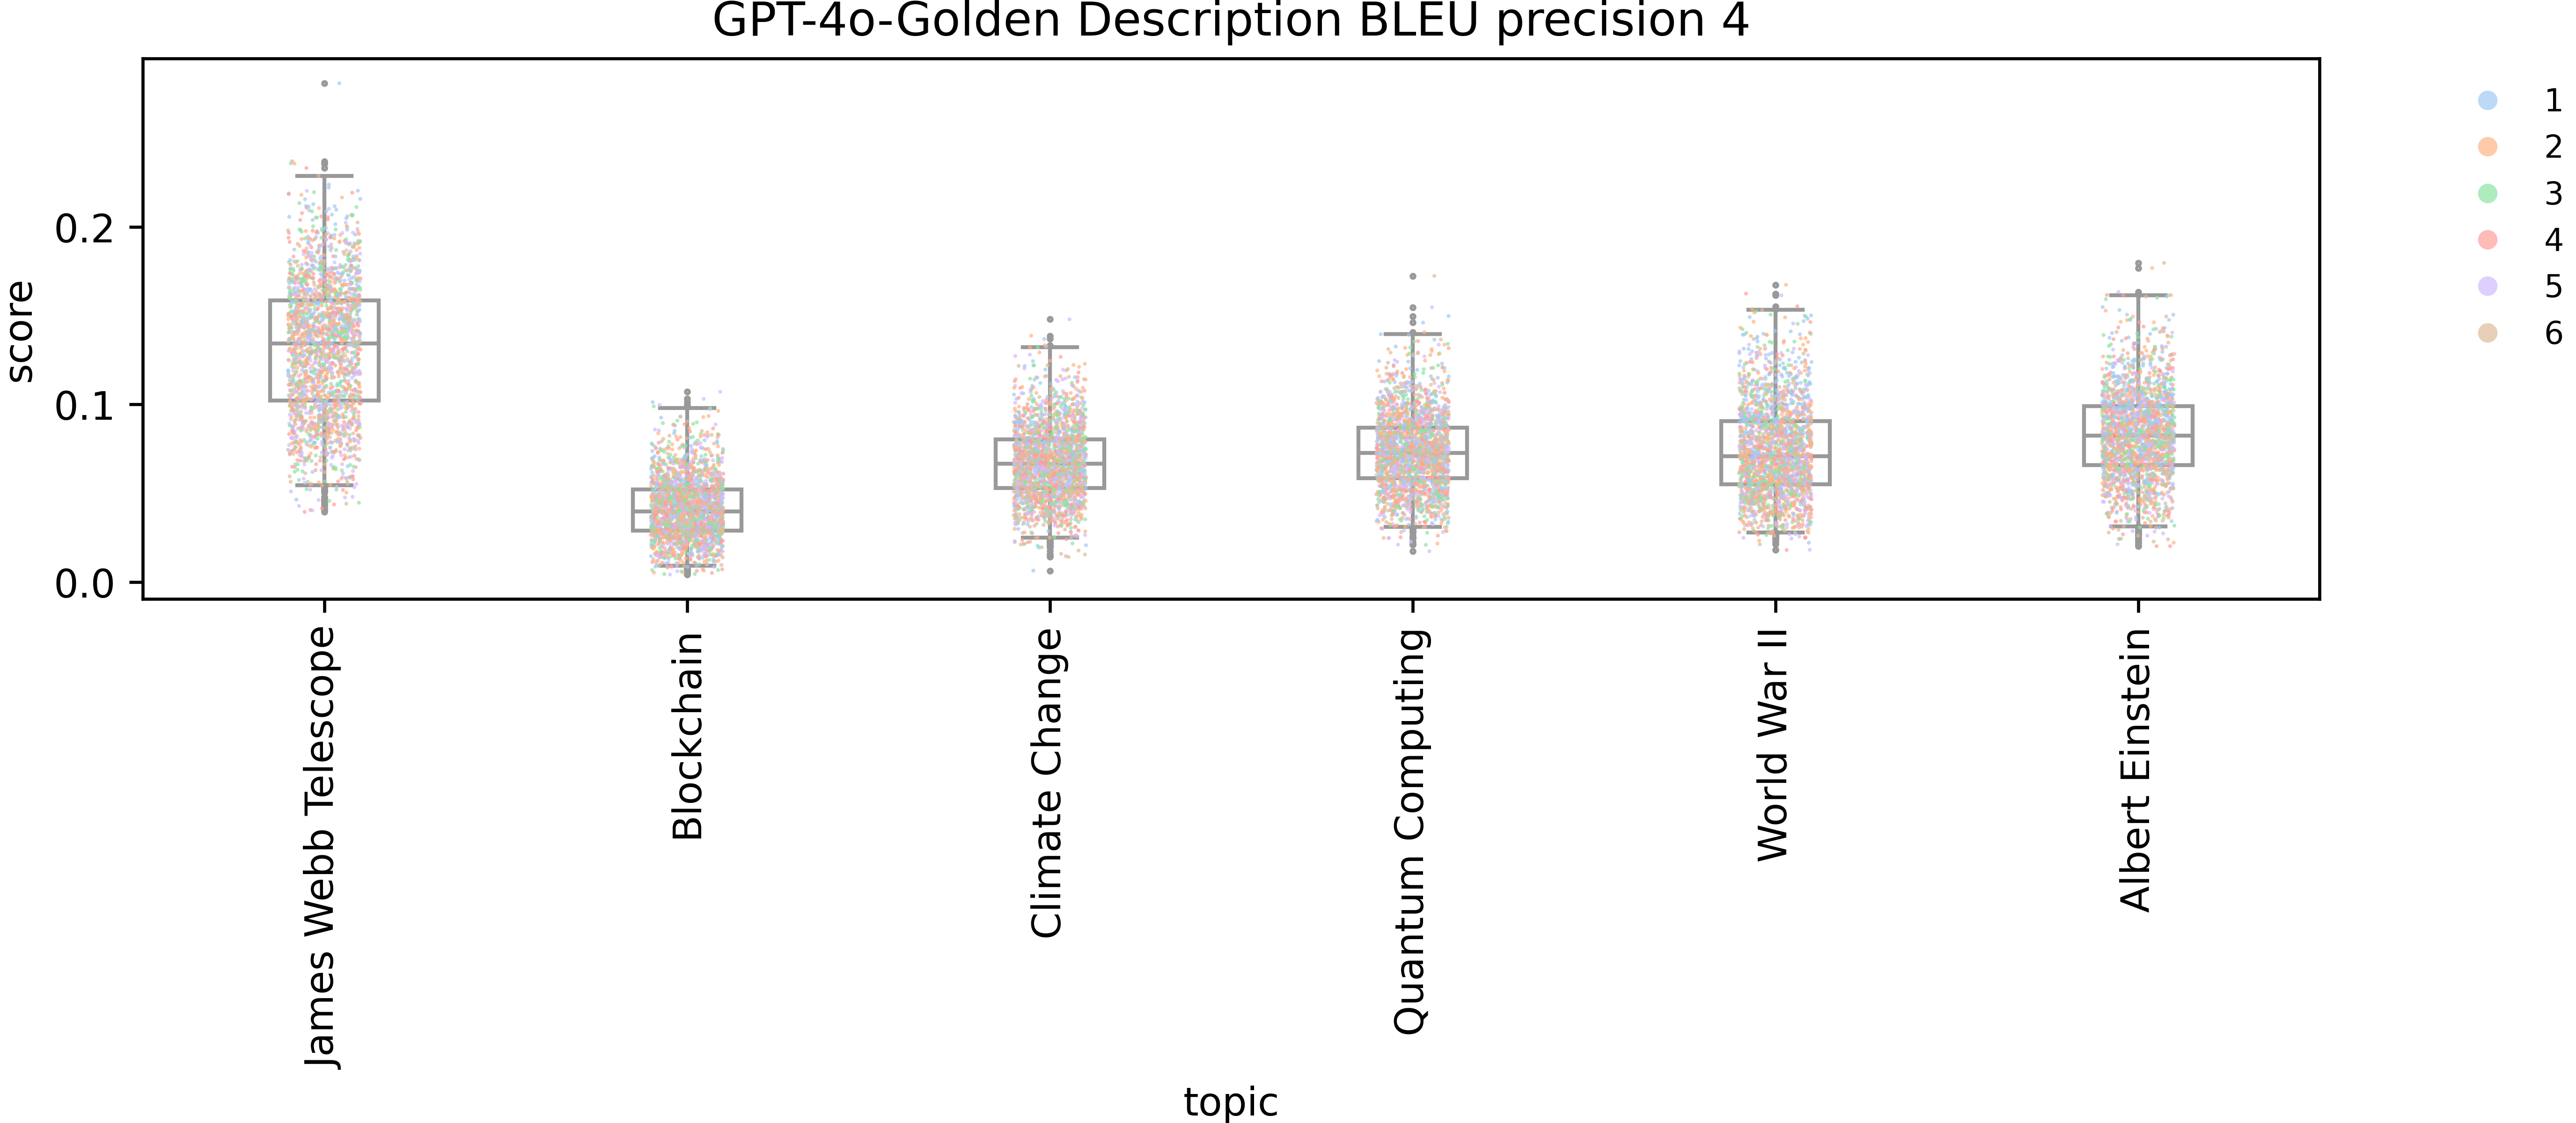 GPT-4o-Golden Description BLEU precision 4
score
0.2
0.1
0.0
James Webb Telescope
Blockchain
Climate Change
Quantum Computing
World War II
Albert Einstein
topic
1
2
3
4
5
6